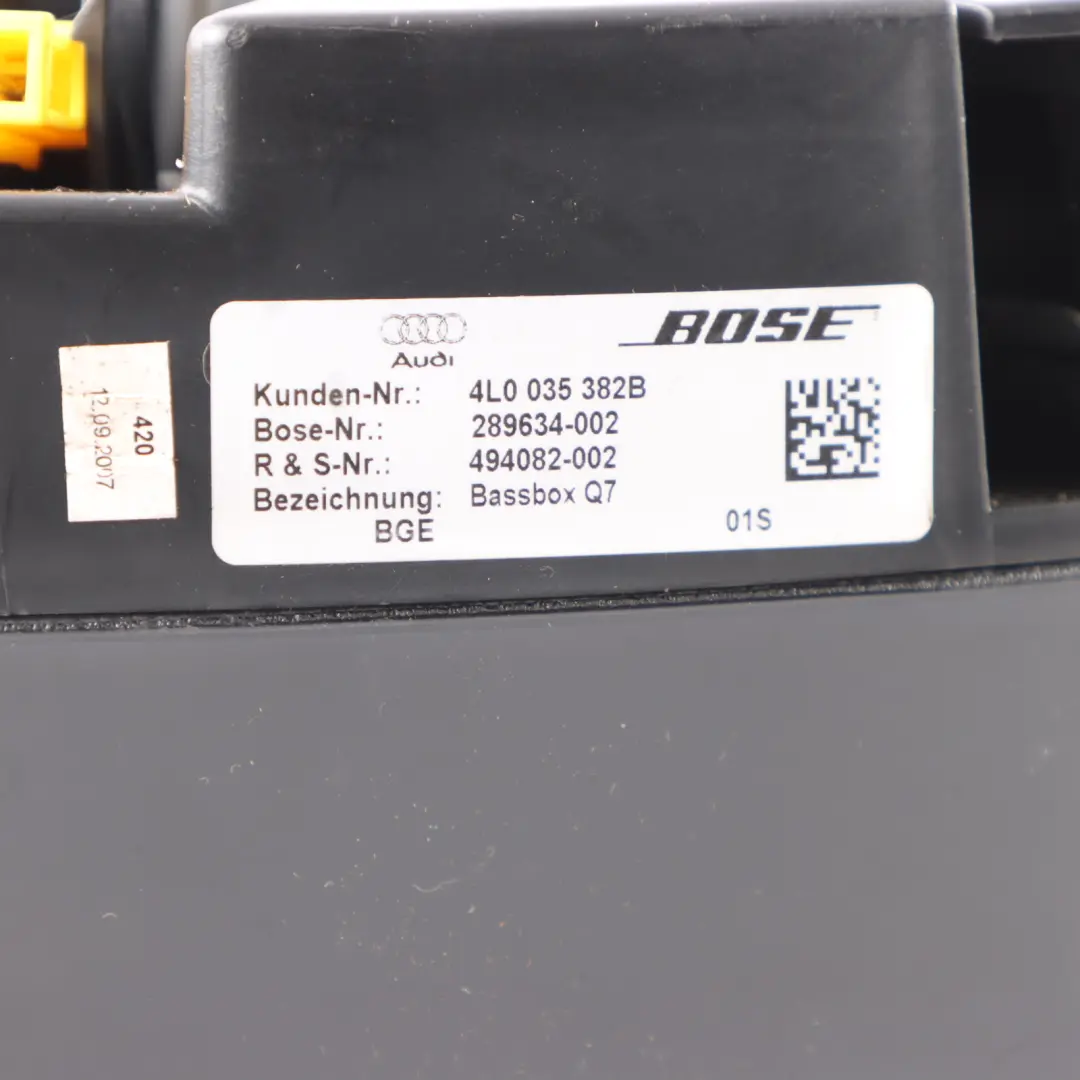 420
12.09.2007
Audi
BOSE
Kunden-Nr.: 4L0 035 382B
Bose-Nr.: 289634-002
R & S-Nr.: 494082-002
Bezeichnung: Bassbox Q7
BGE
01S